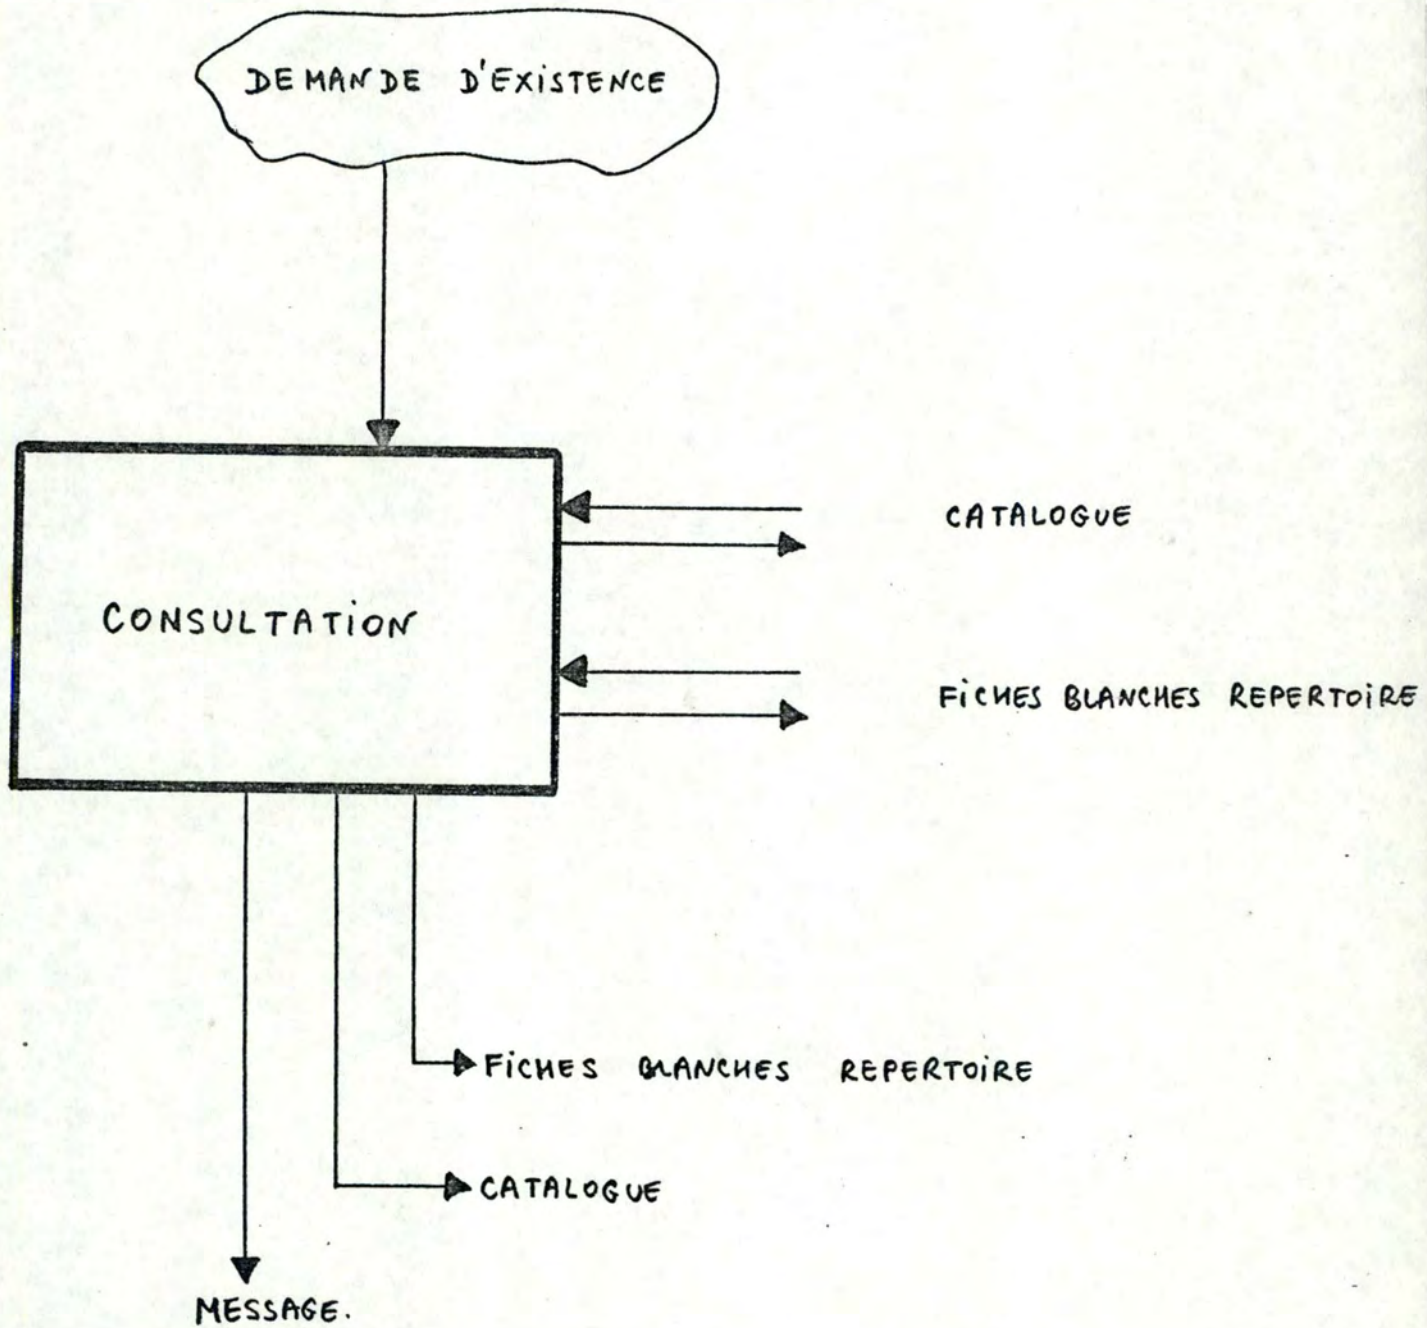 DEMANDE D'EXISTENCE
CATALOGUE
CONSULTATION
FICHES BLANCHES REPERTOIRE
FICHES BLANCHES REPERTOIRE
CATALOGUE
MESSAGE.